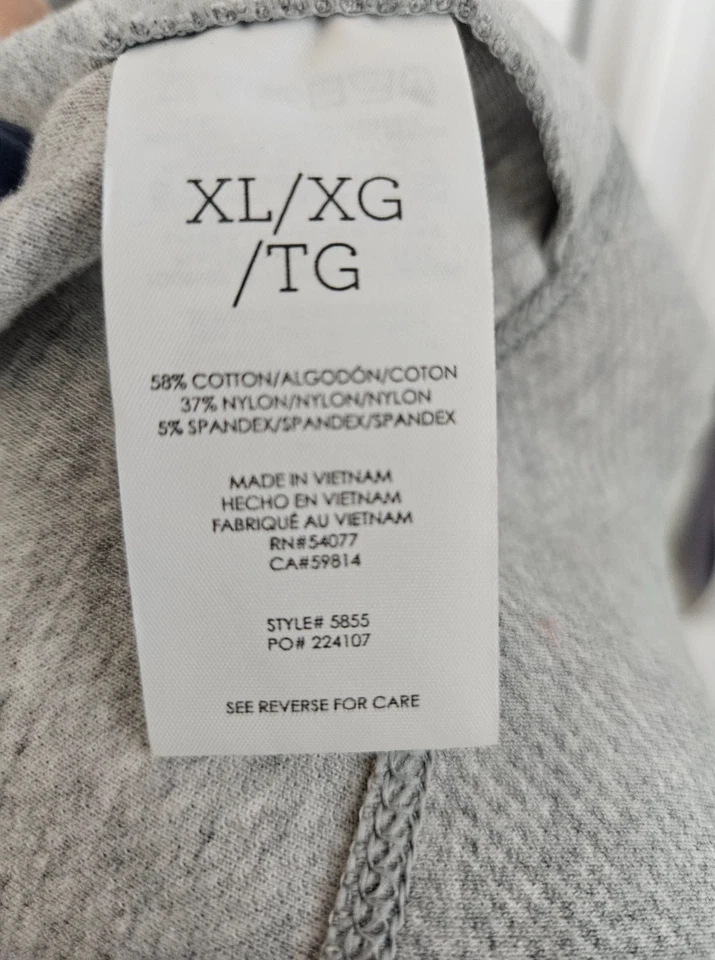 XL/XG
/TG
58% COTTON/ALGODÓN/COTON
37% NYLON/NYLON/NYLON
5% SPANDEX/SPANDEX/SPANDEX
MADE IN VIETNAM
HECHO EN VIETNAM
FABRIQUÉ AU VIETNAM
RN#54077
CA#59814
STYLE# 5855
PO# 224107
SEE REVERSE FOR CARE